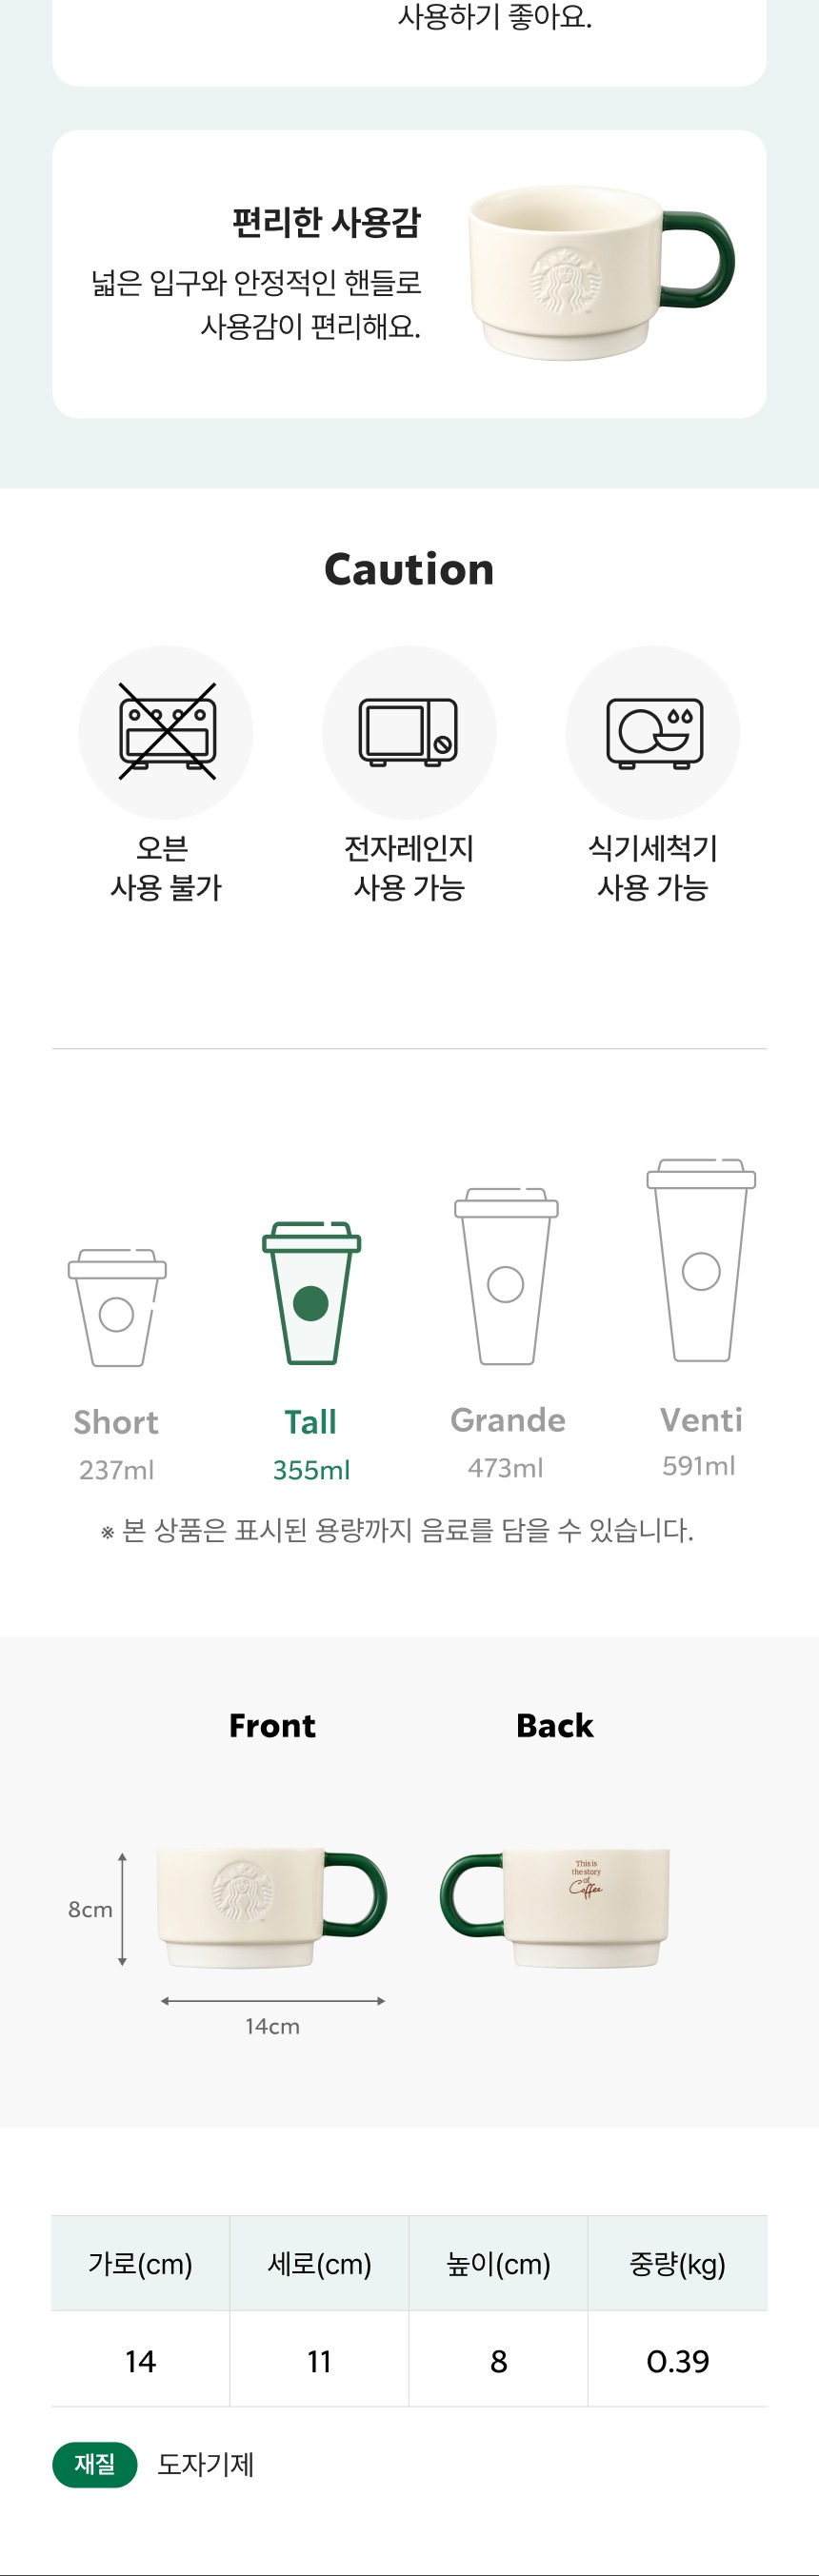 사용하기 좋아요.
편리한 사용감
넓은 입구와 안정적인 핸들로
사용감이 편리해요.
Caution
오븐
사용 불가
전자레인지
사용 가능
식기세척기
사용 가능
Short
237ml
Tall
355ml
Grande
473ml
Venti
591ml
※ 본 상품은 표시된 용량까지 음료를 담을 수 있습니다.
Front
Back
8cm
14cm
This is
the story
of
Coffee
가로(cm) 세로(cm) 높이(cm) 중량(kg)
14 11 8 0.39
재질 도자기제